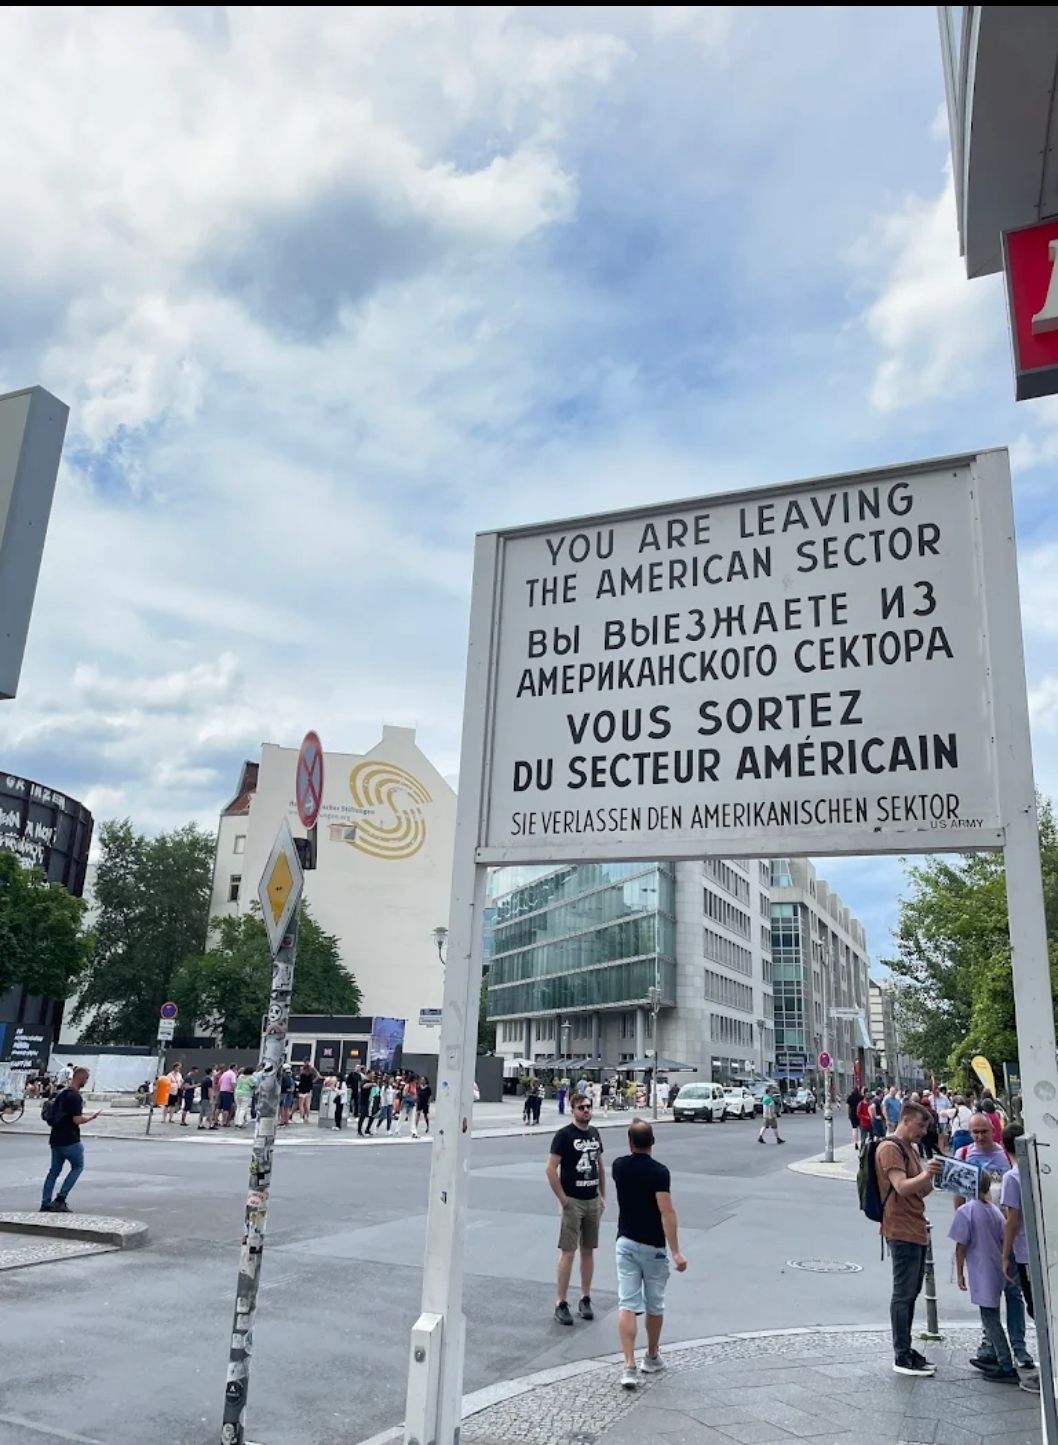 YOU ARE LEAVING
THE AMERICAN SECTOR
ВЫ ВЫЕЗЖАЕТЕ ИЗ
АМЕРИКАНСКОГО СЕКТОРА
VOUS SORTEZ
DU SECTEUR AMÉRICAIN
SIE VERLASSEN DEN AMERIKANISCHEN SEKTOR
US ARMY
Carlsberg